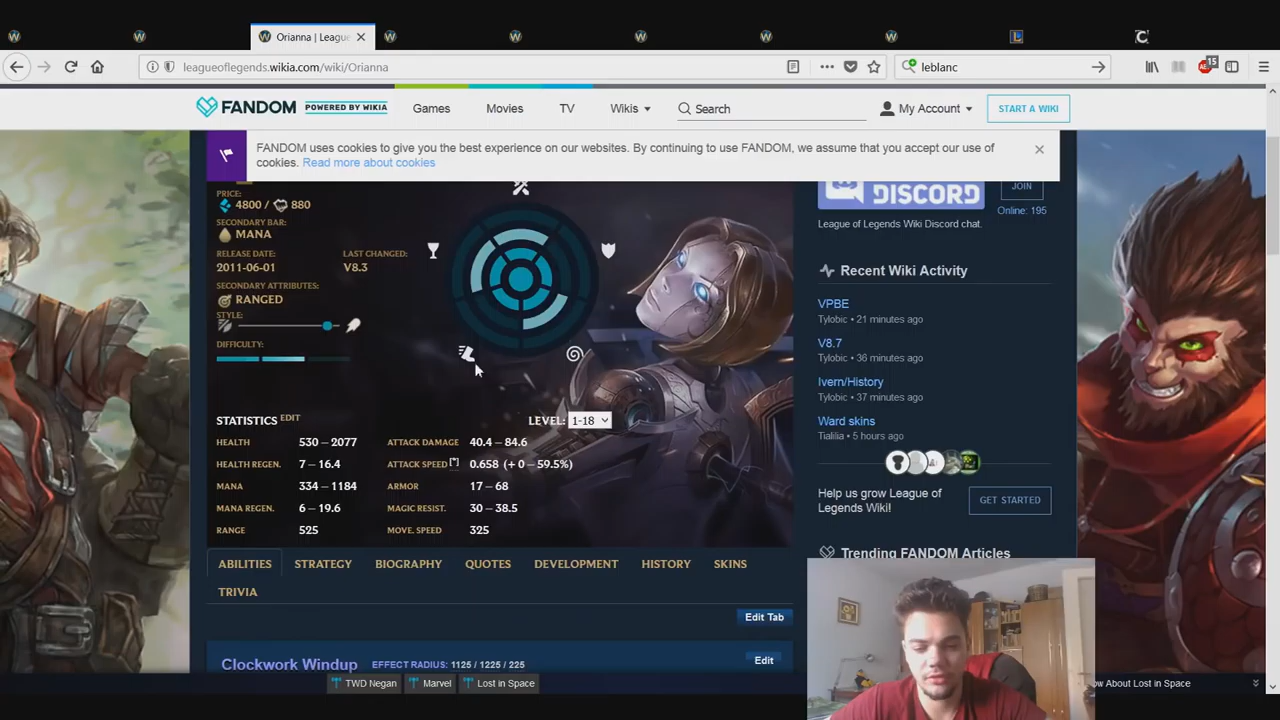 Orianna | League
leagueoflegends.wikia.com/wiki/Orianna
leblanc
15
FANDOM POWERED BY WIKIA
Games Movies TV Wikis Search My Account START A WIKI
FANDOM uses cookies to give you the best experience on our websites. By continuing to use FANDOM, we assume that you accept our use of
cookies. Read more about cookies
PRICE:
4800 / 880
SECONDARY BAR:
MANA
RELEASE DATE: LAST CHANGED:
2011-06-01 V8.3
SECONDARY ATTRIBUTES:
RANGED
STYLE:
DIFFICULTY:
STATISTICS EDIT LEVEL: 1-18
HEALTH 530 – 2077 ATTACK DAMAGE 40.4 – 84.6
HEALTH REGEN. 7 – 16.4 ATTACK SPEED [*] 0.658 (+ 0 – 59.5%)
MANA 334 – 1184 ARMOR 17 – 68
MANA REGEN. 6 – 19.6 MAGIC RESIST. 30 – 38.5
RANGE 525 MOVE. SPEED 325
ABILITIES STRATEGY BIOGRAPHY QUOTES DEVELOPMENT HISTORY SKINS
TRIVIA
Edit Tab
Clockwork Windup EFFECT RADIUS: 1125 / 1225 / 225 Edit
DISCORD JOIN
Online: 195
League of Legends Wiki Discord chat.
Recent Wiki Activity
VPBE
Tylobic • 21 minutes ago
V8.7
Tylobic • 36 minutes ago
Ivern/History
Tylobic • 37 minutes ago
Ward skins
Tialilia • 5 hours ago
Help us grow League of
Legends Wiki!
GET STARTED
Trending FANDOM Articles
TWD Negan Marvel Lost in Space
ow About Lost in Space